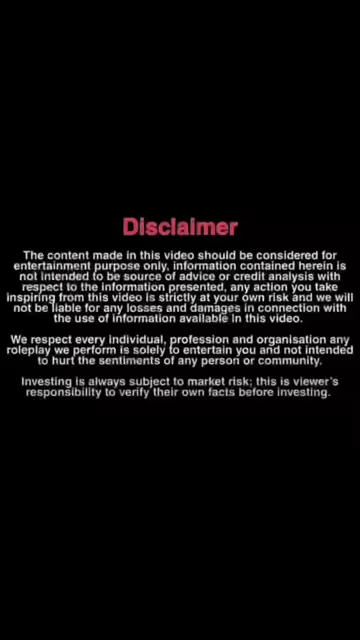 Disclaimer
The content made in this video should be considered for
entertainment purpose only, information contained herein is
not intended to be source of advice or credit analysis with
respect to the information presented, any action you take
inspiring from this video is strictly at your own risk and we will
not be liable for any losses and damages in connection with
the use of information available in this video.
We respect every individual, profession and organisation any
roleplay we perform is solely to entertain you and not intended
to hurt the sentiments of any person or community.
Investing is always subject to market risk; this is viewer's
responsibility to verify their own facts before investing.